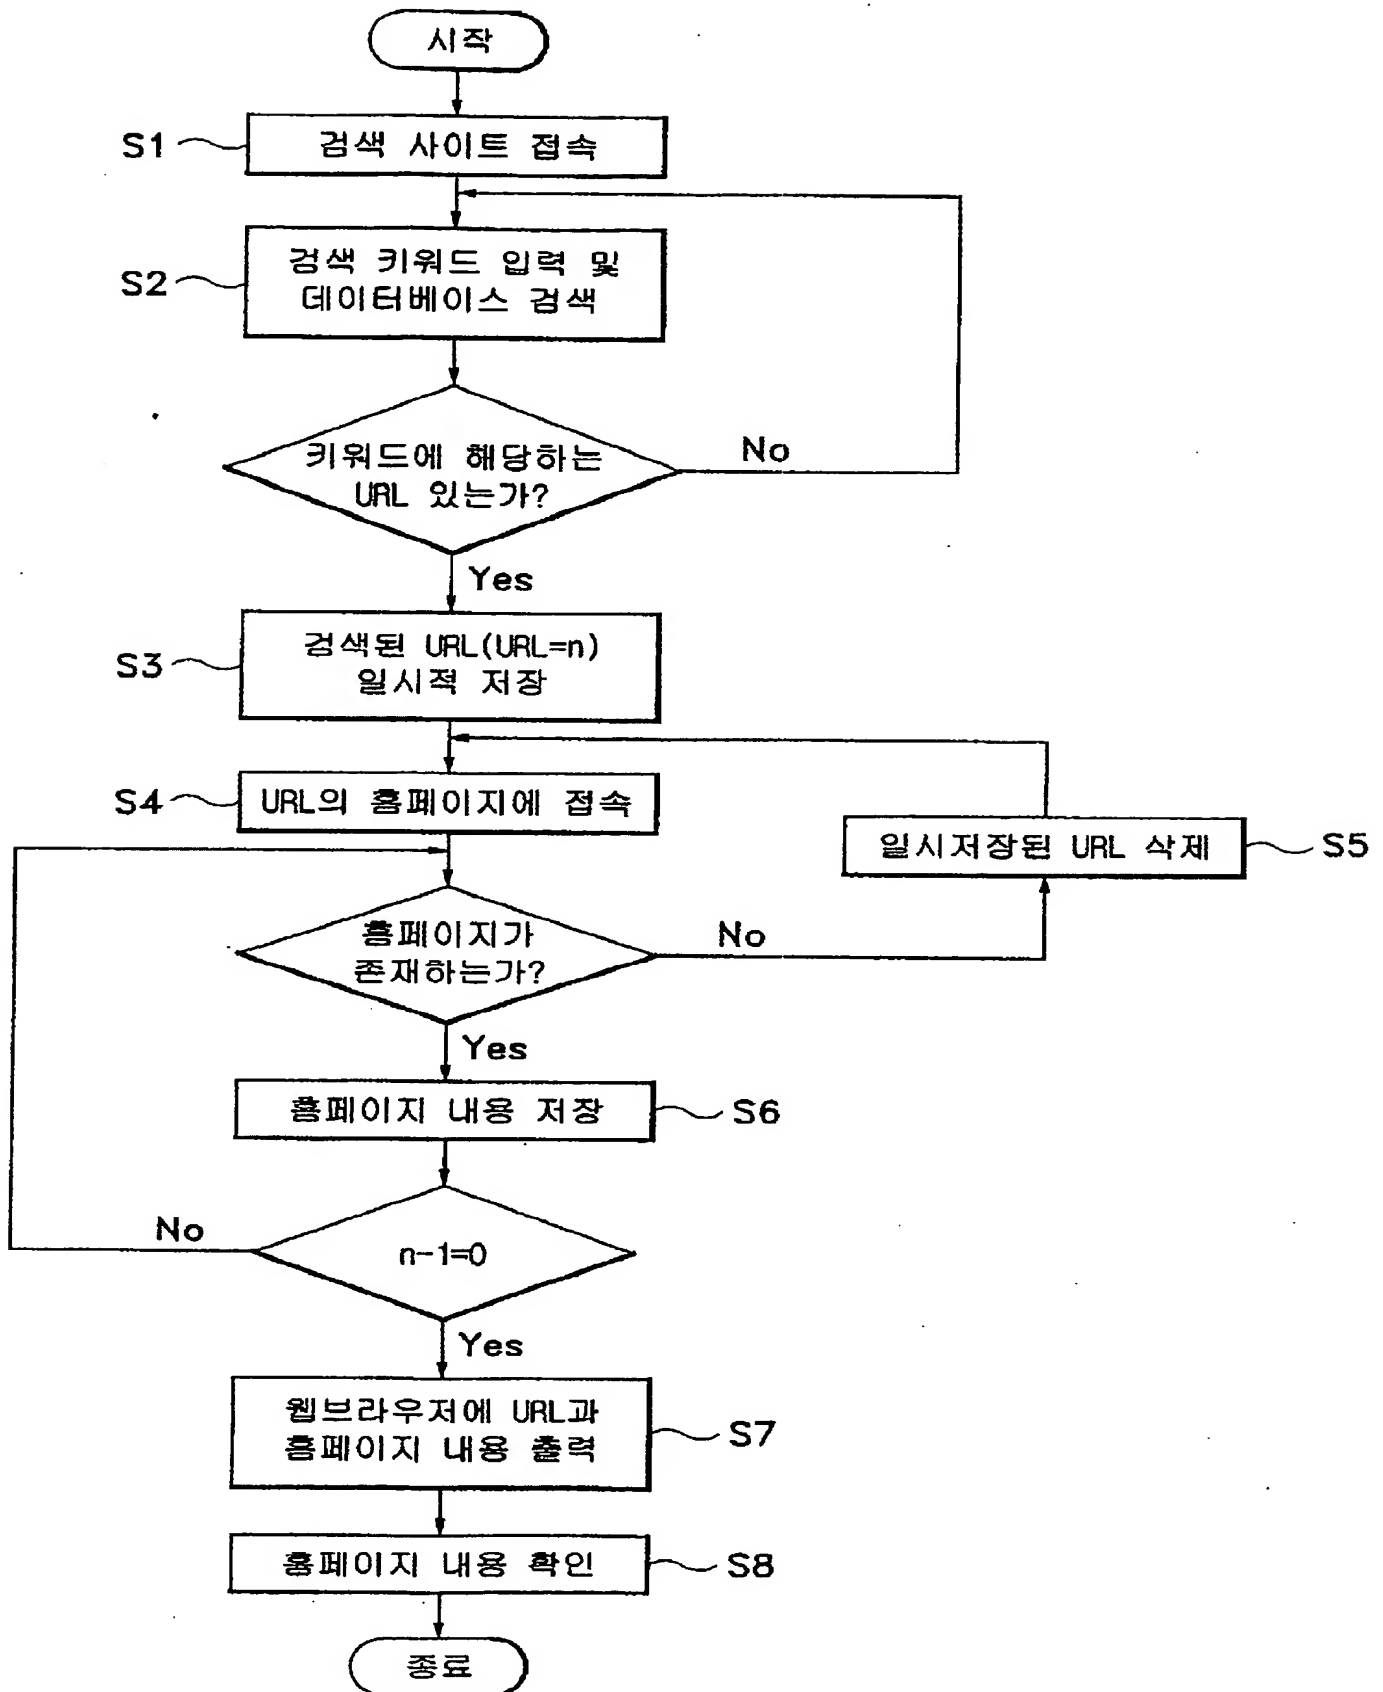 시작
S1
검색 사이트 접속
S2
검색 키워드 입력 및
데이터베이스 검색
키워드에 해당하는
URL 있는가?
No
Yes
S3
검색된 URL(URL=n)
일시적 저장
S4
URL의 홈페이지에 접속
일시저장된 URL 삭제
S5
홈페이지가
존재하는가?
No
Yes
홈페이지 내용 저장
S6
No
n-1=0
Yes
웹브라우저에 URL과
홈페이지 내용 출력
S7
홈페이지 내용 확인
S8
종료